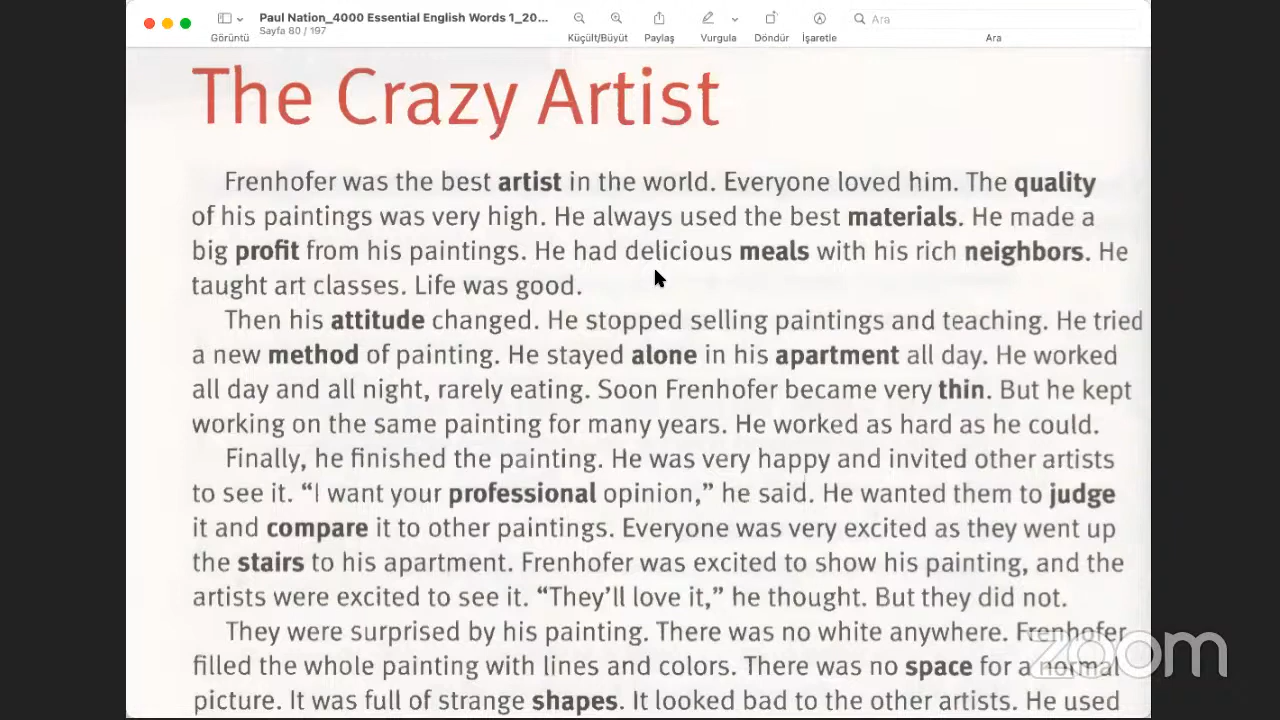 Paul Nation_4000 Essential English Words 1_20...
Sayfa 80 / 197
Görüntü
Küçült/Büyüt
Paylaş
Vurgula
Döndür
İşaretle
Ara
Ara
The Crazy Artist
Frenhofer was the best artist in the world. Everyone loved him. The quality
of his paintings was very high. He always used the best materials. He made a
big profit from his paintings. He had delicious meals with his rich neighbors. He
taught art classes. Life was good.
Then his attitude changed. He stopped selling paintings and teaching. He tried
a new method of painting. He stayed alone in his apartment all day. He worked
all day and all night, rarely eating. Soon Frenhofer became very thin. But he kept
working on the same painting for many years. He worked as hard as he could.
Finally, he finished the painting. He was very happy and invited other artists
to see it. “I want your professional opinion,” he said. He wanted them to judge
it and compare it to other paintings. Everyone was very excited as they went up
the stairs to his apartment. Frenhofer was excited to show his painting, and the
artists were excited to see it. “They’ll love it,” he thought. But they did not.
They were surprised by his painting. There was no white anywhere. Frenhofer
filled the whole painting with lines and colors. There was no space for a normal
picture. It was full of strange shapes. It looked bad to the other artists. He used
zoom